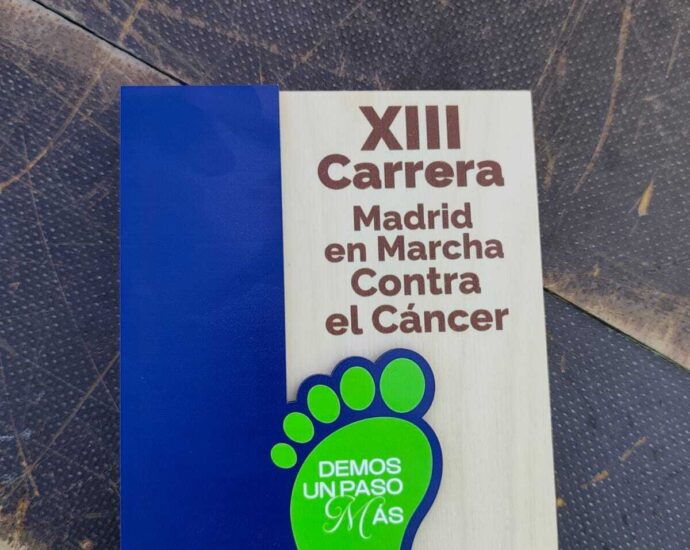 XIII
Carrera
Madrid
en Marcha
Contra
el Cáncer
DEMOS
UN PASO
MÁS